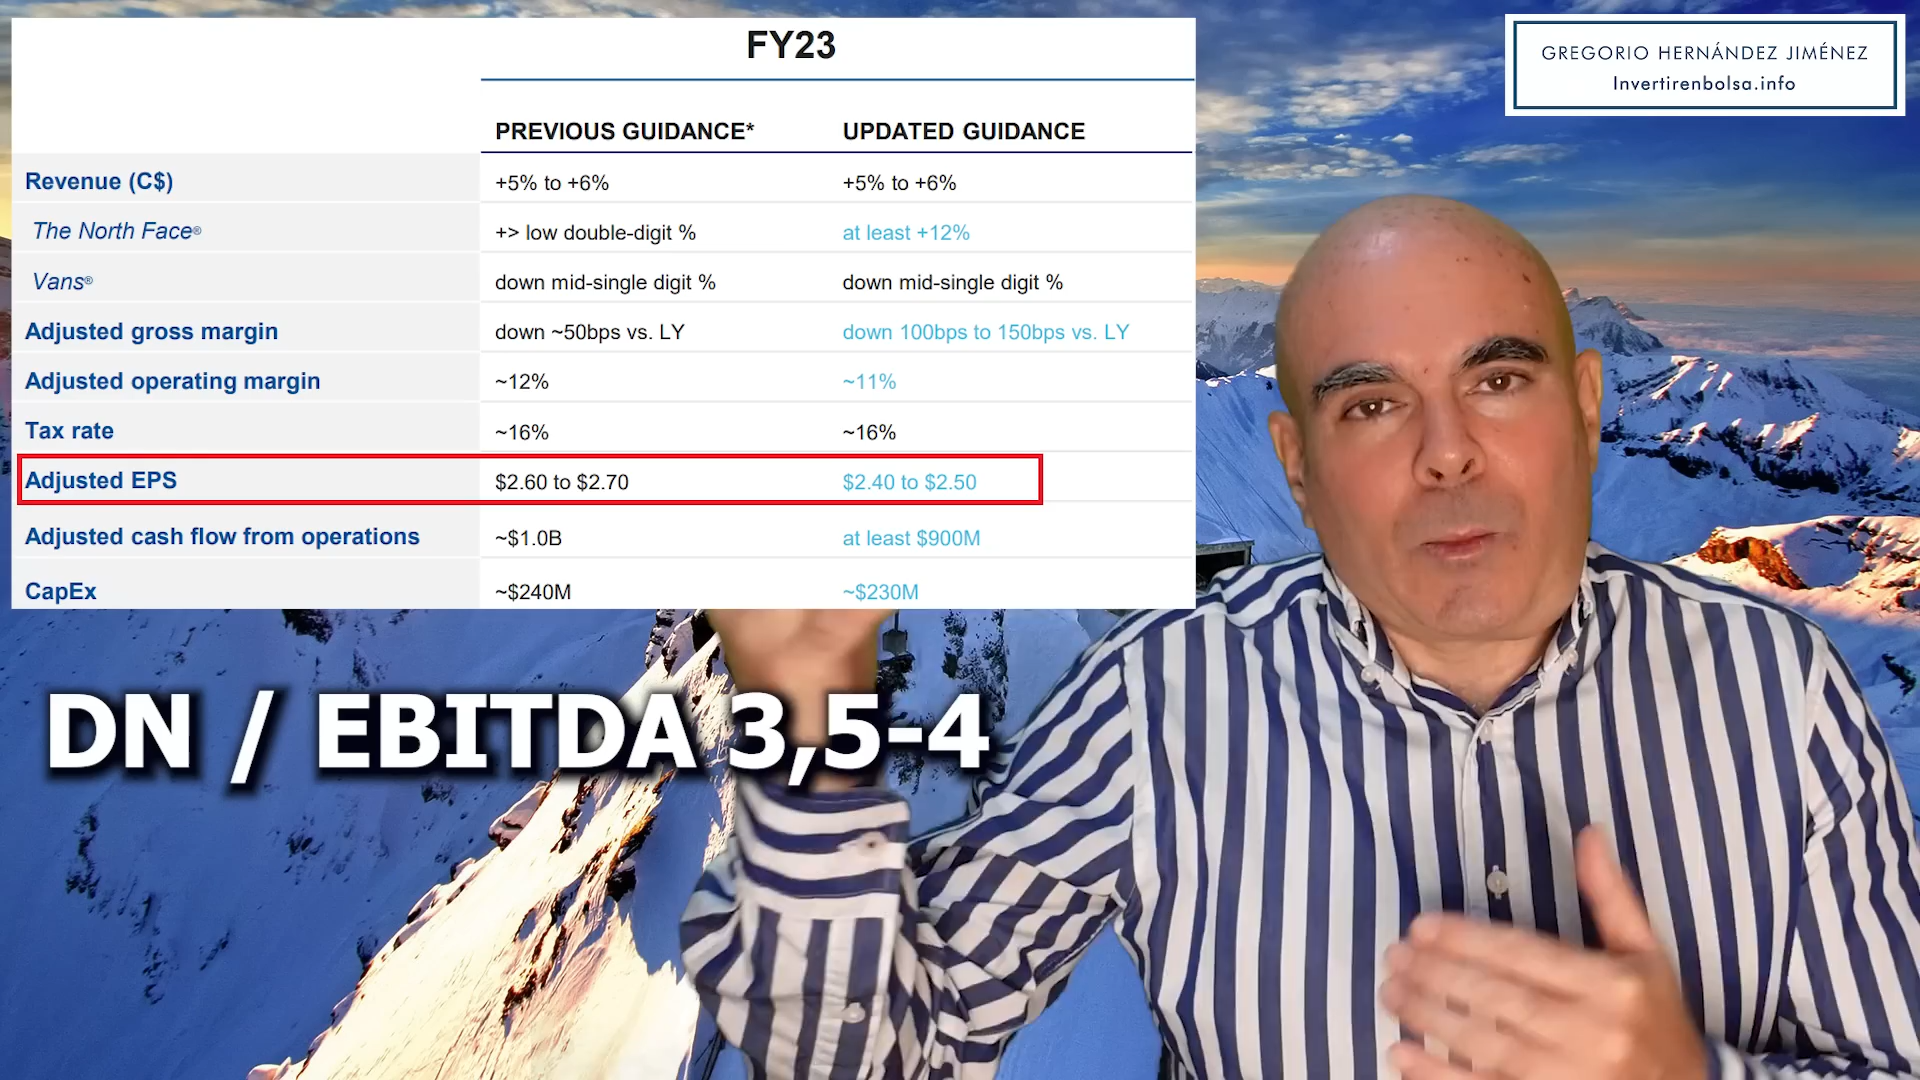 FY23
PREVIOUS GUIDANCE* UPDATED GUIDANCE
Revenue (C$) +5% to +6% +5% to +6%
The North Face® +> low double-digit % at least +12%
Vans® down mid-single digit % down mid-single digit %
Adjusted gross margin down ~50bps vs. LY down 100bps to 150bps vs. LY
Adjusted operating margin ~12% ~11%
Tax rate ~16% ~16%
Adjusted EPS $2.60 to $2.70 $2.40 to $2.50
Adjusted cash flow from operations ~$1.0B at least $900M
CapEx ~$240M ~$230M
GREGORIO HERNÁNDEZ JIMÉNEZ
Invertirenbolsa.info
DN / EBITDA 3,5-4